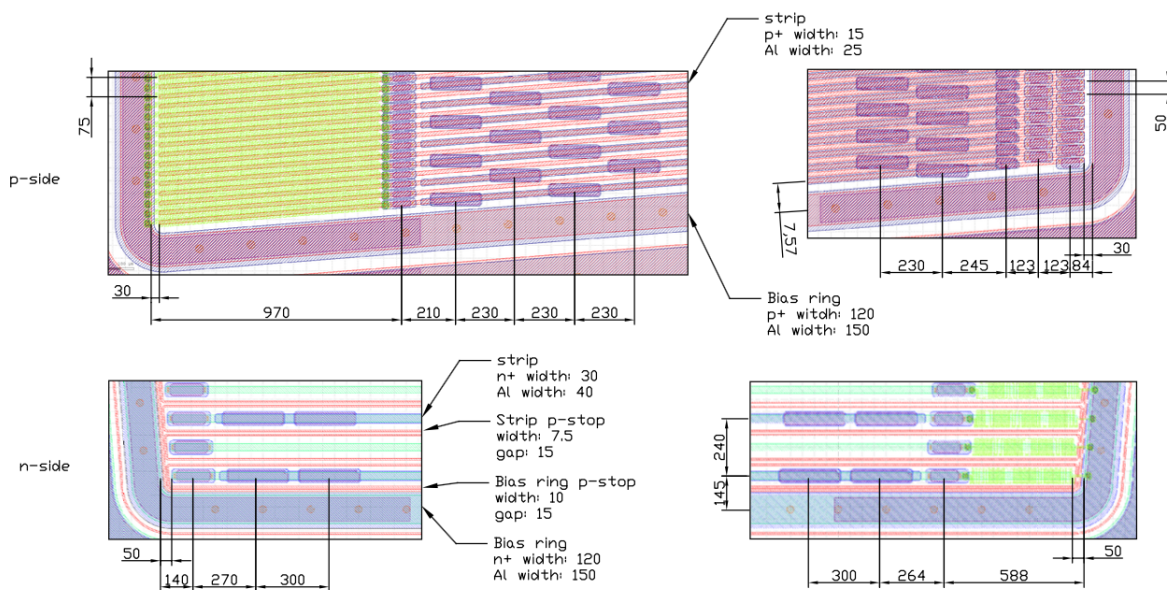 strip
p+ width: 15
Al width: 25
75
50
p-side
7,57
30
970
210
230
230
230
Bias ring
p+ witdh: 120
Al width: 150
230
245
123
123
84
30
strip
n+ width: 30
Al width: 40
Strip p-stop
width: 7.5
gap: 15
n-side
240
145
Bias ring p-stop
width: 10
gap: 15
Bias ring
n+ width: 120
Al width: 150
50
140
270
300
50
300
264
588